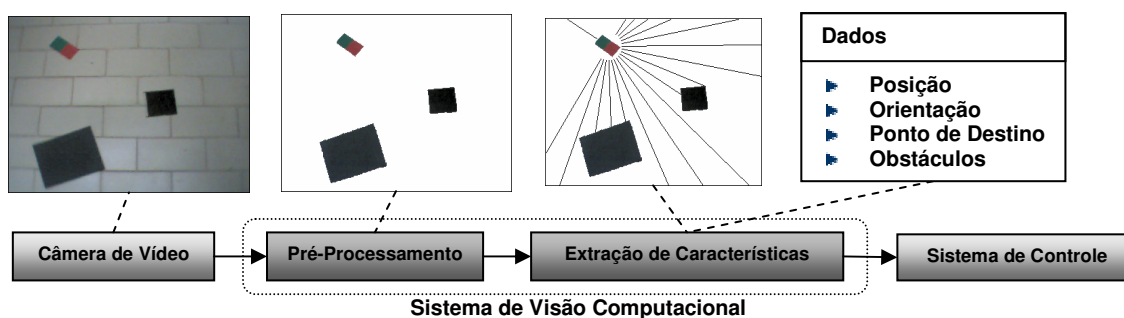 Dados
Posição
Orientação
Ponto de Destino
Obstáculos
Câmera de Vídeo
Pré-Processamento
Extração de Características
Sistema de Controle
Sistema de Visão Computacional